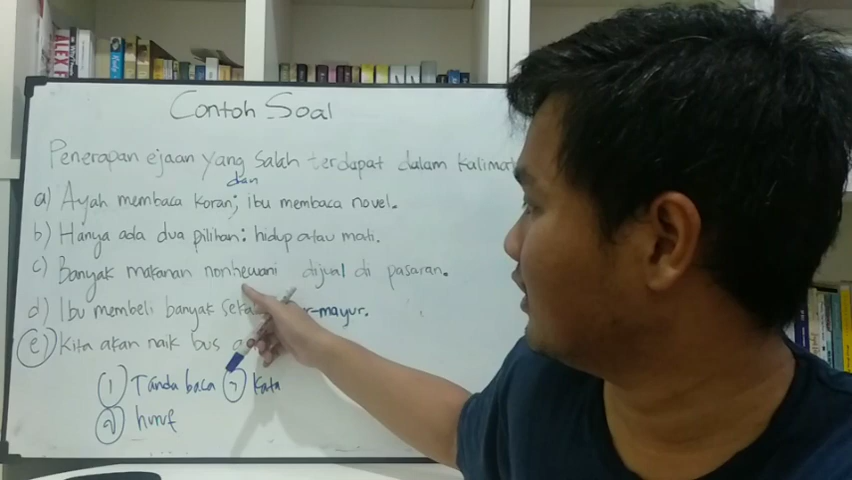 Contoh Soal
Penerapan ejaan yang salah terdapat dalam kalimat
dan
a) Ayah membaca koran; ibu membaca novel.
b) Hanya ada dua pilihan: hidup atau mati.
c) Banyak makanan nonhewani dijual di pasaran.
d) Ibu membeli banyak -mayur.
e) Kita akan naik bus
1 Tanda baca 3 Kata
2 huruf
ALEX